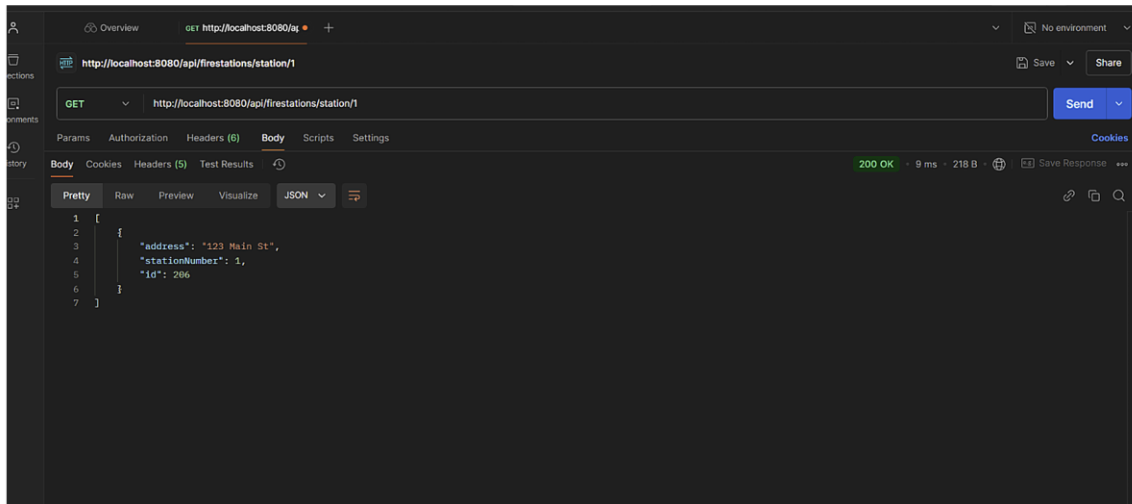 Overview
GET http://localhost:8080/ap
No environment
http://localhost:8080/api/firestations/station/1
Save
Share
GET
http://localhost:8080/api/firestations/station/1
Send
ections
onments
istory
Params Authorization Headers (6) Body Scripts Settings
Cookies
Body Cookies Headers (5) Test Results
200 OK • 9 ms • 218 B
Save Response
Pretty Raw Preview Visualize JSON
1 [
2 {
3 "address": "123 Main St",
4 "stationNumber": 1,
5 "id": 206
6 }
7 ]